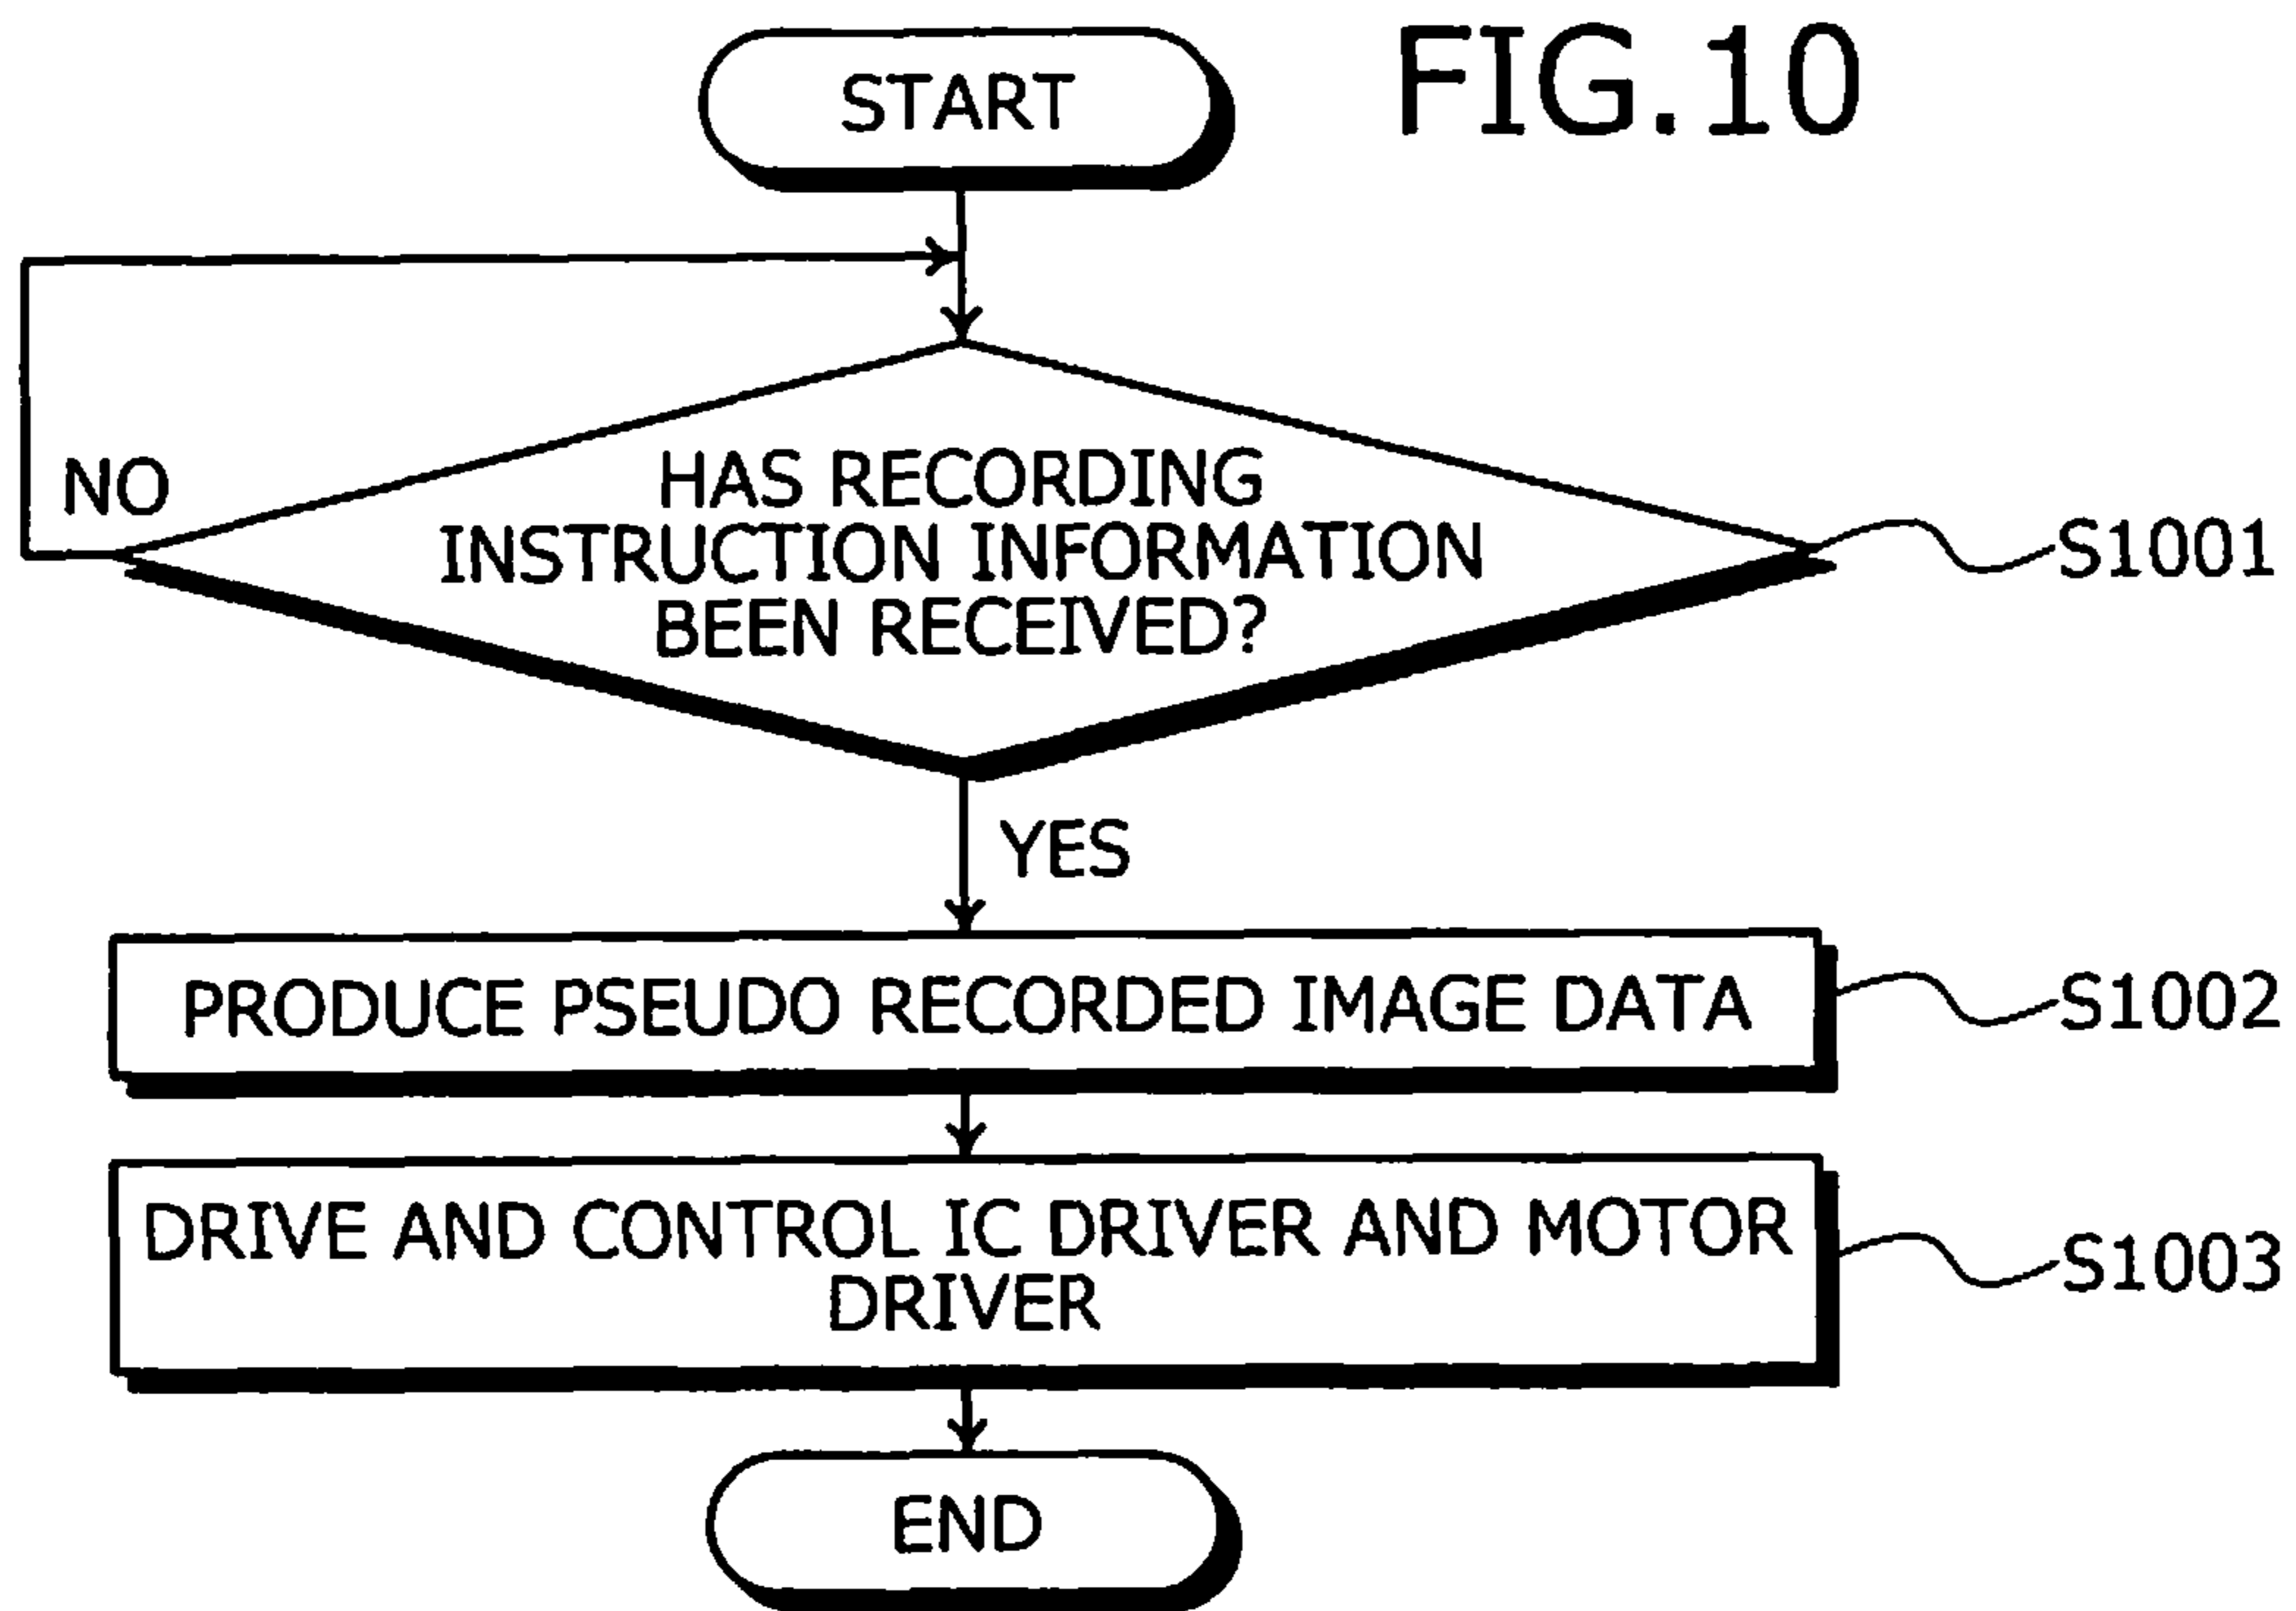 FIG.10
START
HAS RECORDING
INSTRUCTION INFORMATION
BEEN RECEIVED?
S1001
NO
YES
PRODUCE PSEUDO RECORDED IMAGE DATA
S1002
DRIVE AND CONTROL IC DRIVER AND MOTOR
DRIVER
S1003
END